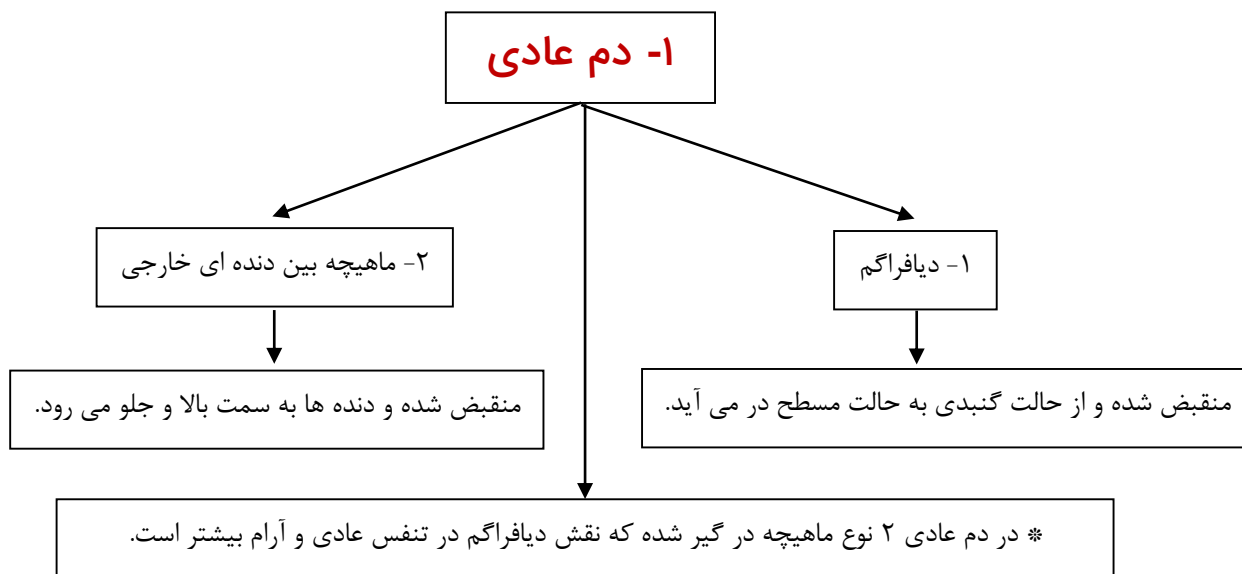 ۱- دم عادی
۱- دیافراگم
۲- ماهیچه بین دنده ای خارجی
منقبض شده و از حالت گنبدی به حالت مسطح در می آید.
منقبض شده و دنده ها به سمت بالا و جلو می رود.
* در دم عادی ۲ نوع ماهیچه در گیر شده که نقش دیافراگم در تنفس عادی و آرام بیشتر است.